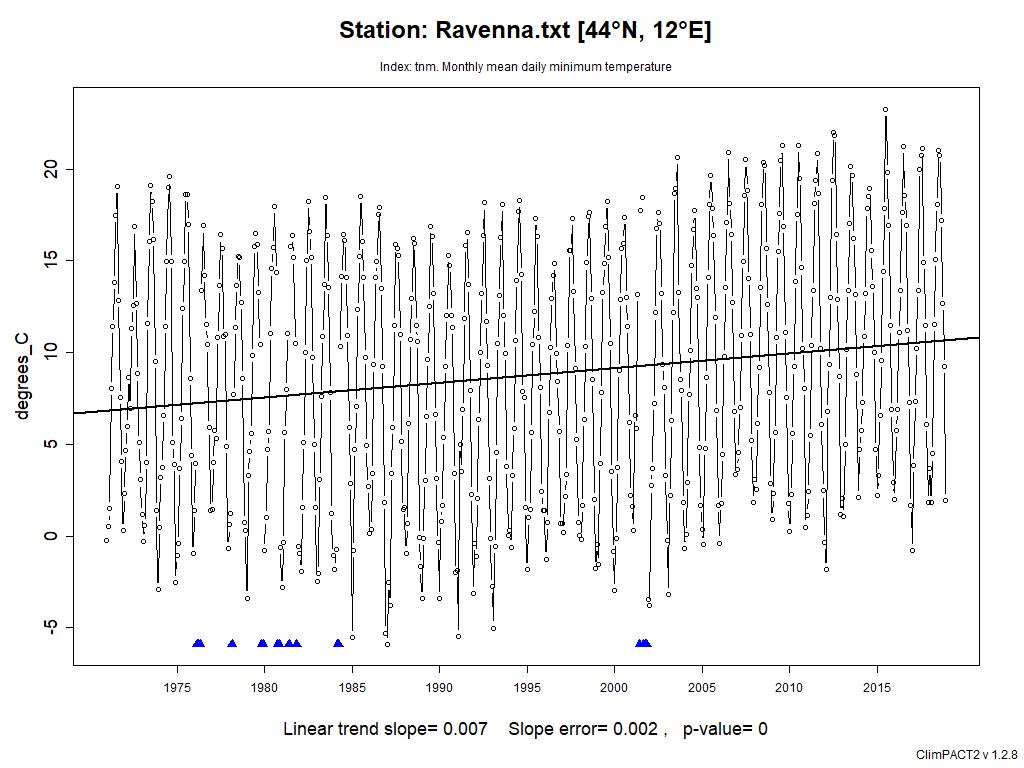 Station: Ravenna.txt [44°N, 12°E]
Index: tnm. Monthly mean daily minimum temperature
degrees_C
20
15
10
5
0
-5
1975 1980 1985 1990 1995 2000 2005 2010 2015
Linear trend slope= 0.007 Slope error= 0.002 , p-value= 0
ClimPACT2 v 1.2.8